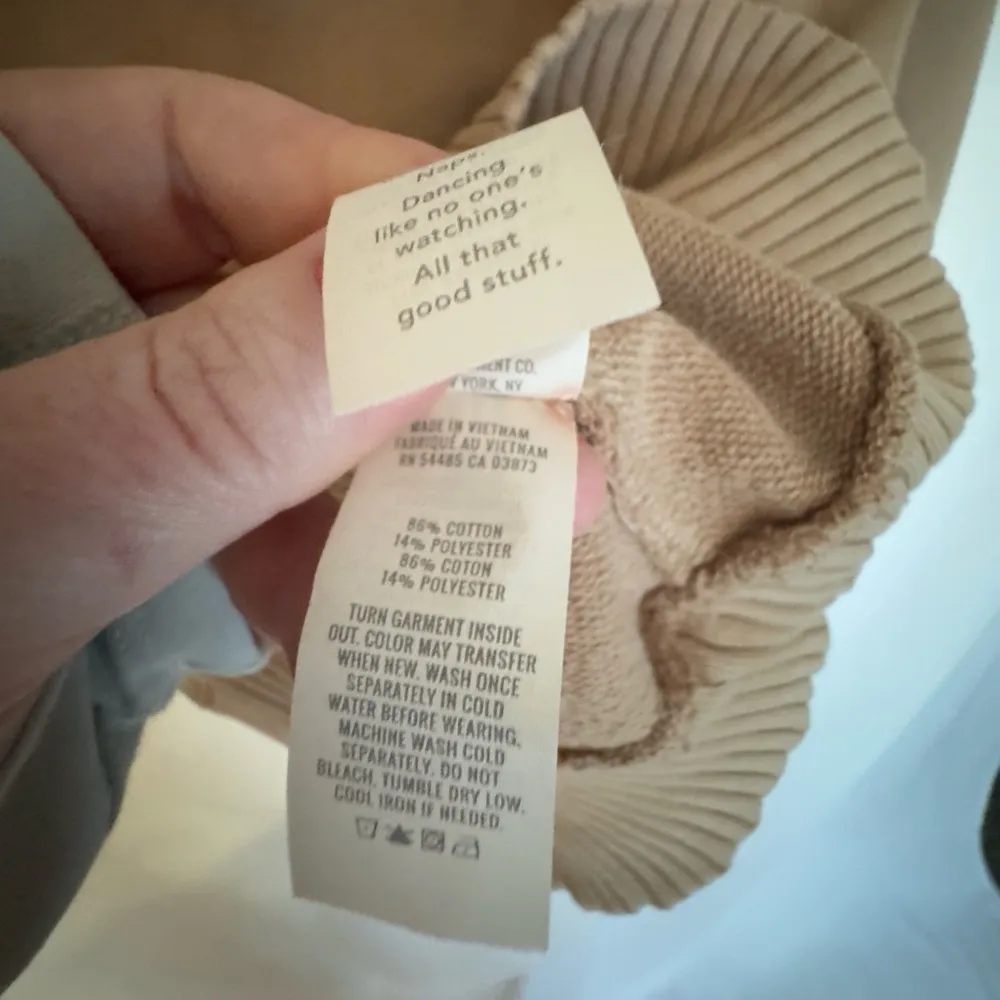 Naps.
Dancing
like no one's
watching.
All that
good stuff.
MENT CO.
YORK, NY
MADE IN VIETNAM
FABRIQUÉ AU VIETNAM
RN 54485 CA 03873
86% COTTON
14% POLYESTER
86% COTON
14% POLYESTER
TURN GARMENT INSIDE
OUT. COLOR MAY TRANSFER
WHEN NEW. WASH ONCE
SEPARATELY IN COLD
WATER BEFORE WEARING.
MACHINE WASH COLD
SEPARATELY. DO NOT
BLEACH. TUMBLE DRY LOW.
COOL IRON IF NEEDED.